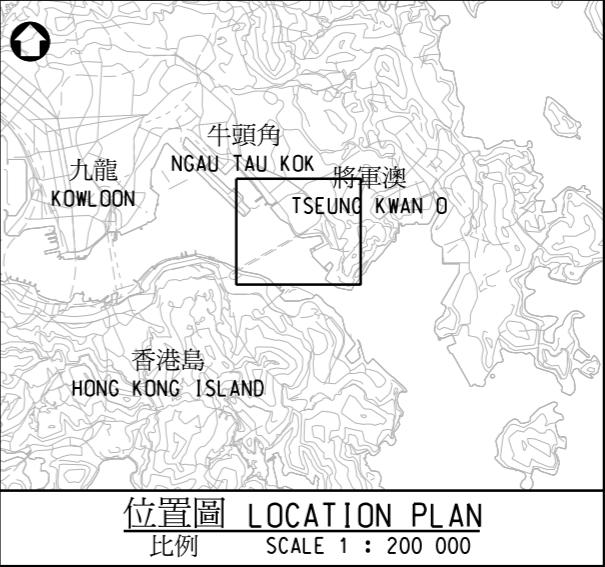 牛頭角
NGAU TAU KOK
九龍
KOWLOON
將軍澳
TSEUNG KWAN O
香港島
HONG KONG ISLAND
位置圖 LOCATION PLAN
比例 SCALE 1 : 200 000